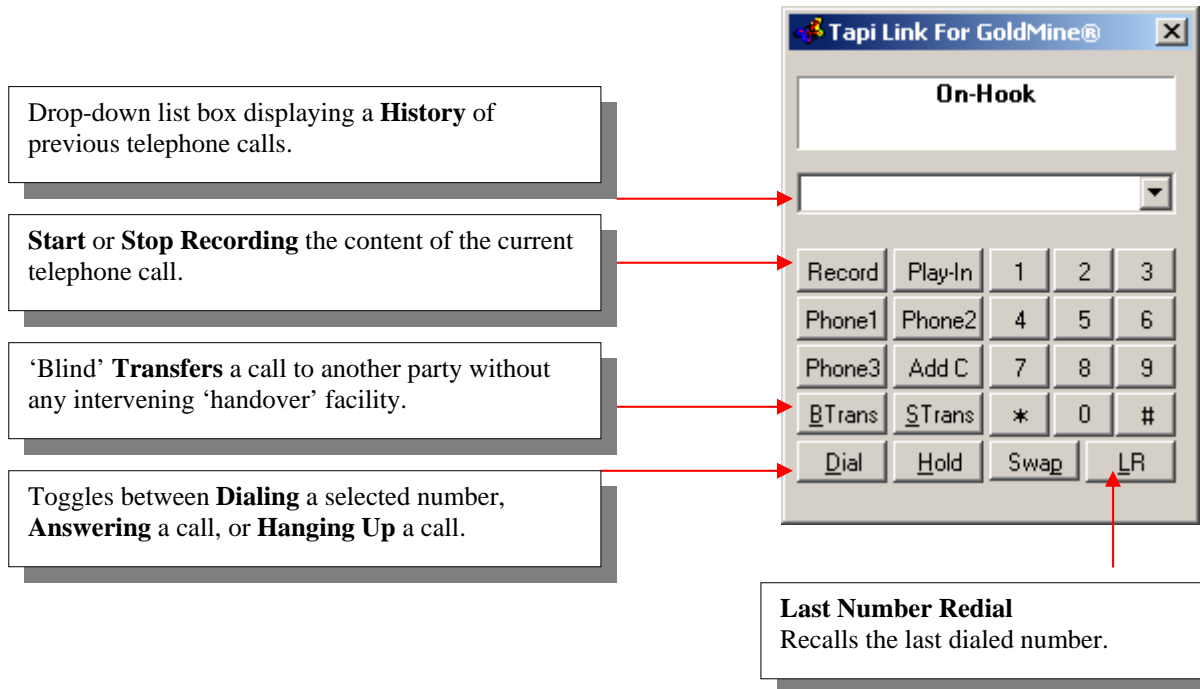 Tapi Link For GoldMine®
On-Hook
Drop-down list box displaying a History of
previous telephone calls.
Start or Stop Recording the content of the current
telephone call.
‘Blind’ Transfers a call to another party without
any intervening ‘handover’ facility.
Toggles between Dialing a selected number,
Answering a call, or Hanging Up a call.
Record Play-In 1 2 3
Phone1 Phone2 4 5 6
Phone3 Add C 7 8 9
BTrans STrans * 0 #
Dial Hold Swap LR
Last Number Redial
Recalls the last dialed number.